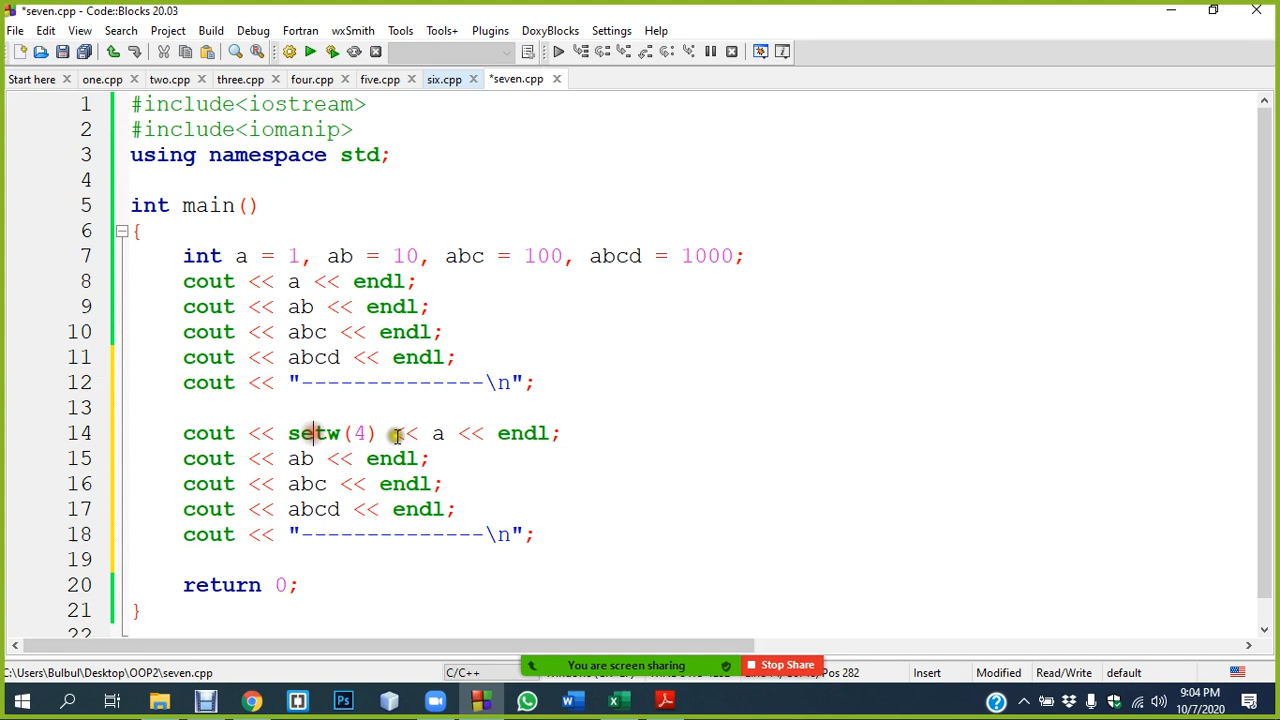 *seven.cpp - Code::Blocks 20.03
File Edit View Search Project Build Debug Fortran wxSmith Tools Tools+ Plugins DoxyBlocks Settings Help
Start here one.cpp two.cpp three.cpp four.cpp five.cpp six.cpp *seven.cpp
1 #include<iostream>
2 #include<iomanip>
3 using namespace std;
4
5 int main()
6 {
7 int a = 1, ab = 10, abc = 100, abcd = 1000;
8 cout << a << endl;
9 cout << ab << endl;
10 cout << abc << endl;
11 cout << abcd << endl;
12 cout << "--------------\n";
13
14 cout << setw(4) << a << endl;
15 cout << ab << endl;
16 cout << abc << endl;
17 cout << abcd << endl;
18 cout << "--------------\n";
19
20 return 0;
21 }
22
You are screen sharing Stop Share
C:\Users\Bulbul\Desktop\OOP2\seven.cpp C/C++ Pos 282 Insert Modified Read/Write default
9:04 PM
10/7/2020